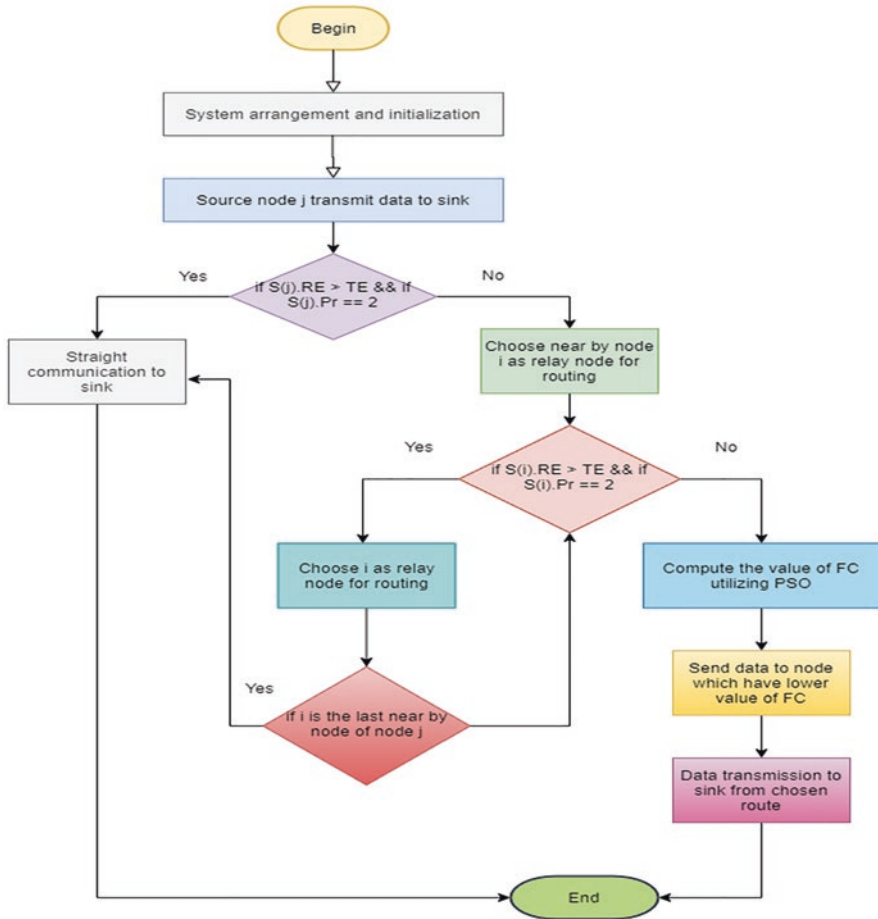 Begin
System arrangement and initialization
Source node j transmit data to sink
Yes
if S(j).RE > TE && if
S(j).Pr == 2
No
Straight
communication to
sink
Choose near by node
i as relay node for
routing
Yes
if S(i).RE > TE && if
S(i).Pr == 2
No
Choose i as relay
node for routing
Compute the value of FC
utilizing PSO
Yes
if i is the last near by
node of node j
Send data to node
which have lower
value of FC
Data transmission to
sink from chosen
route
End